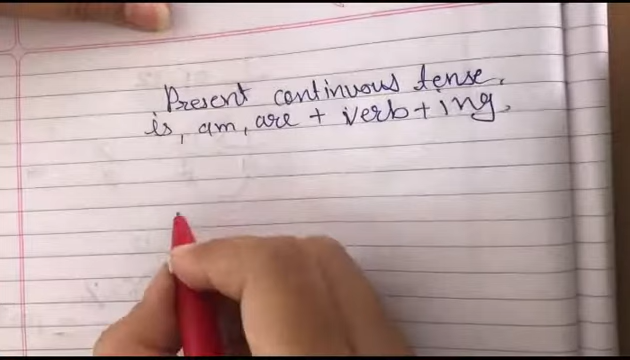 Present continuous tense.
is, am, are + verb + ing.